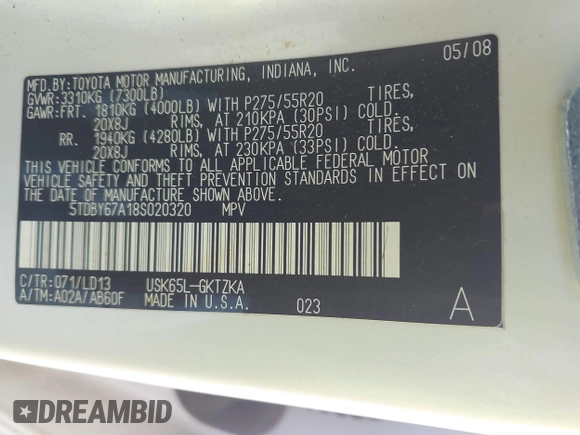 05/08
MFD.BY:TOYOTA MOTOR MANUFACTURING, INDIANA, INC.
GVWR:3310KG (7300LB)
GAWR:FRT. 1810KG (4000LB) WITH P275/55R20 TIRES,
20X8J RIMS, AT 210KPA (30PSI) COLD.
RR. 1940KG (4280LB) WITH P275/55R20 TIRES,
20X8J RIMS, AT 230KPA (33PSI) COLD.
THIS VEHICLE CONFORMS TO ALL APPLICABLE FEDERAL MOTOR
VEHICLE SAFETY AND THEFT PREVENTION STANDARDS IN EFFECT ON
THE DATE OF MANUFACTURE SHOWN ABOVE.
5TDBY67A18S020320 MPV
C/TR:071/LD13 USK65L-GKTZKA
A/TM:A02A/AB60F MADE IN U.S.A. 023 A
DREAMBID